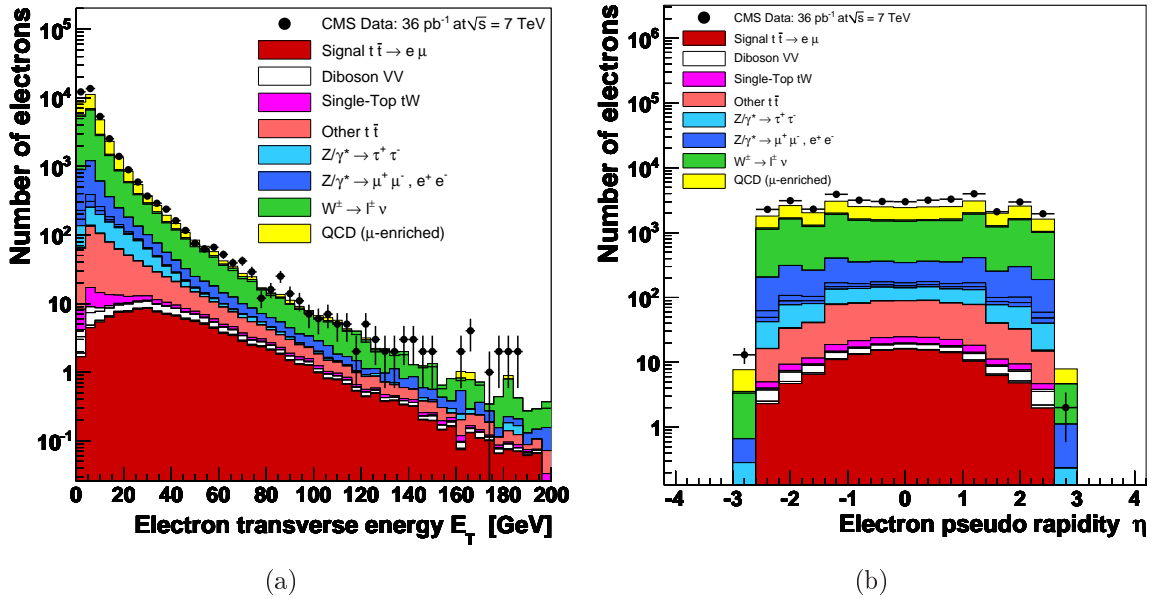 CMS Data: 36 pb⁻¹ at √s = 7 TeV
Signal t t̄ → e μ
Diboson VV
Single-Top tW
Other t t̄
Z/γ* → τ⁺ τ⁻
Z/γ* → μ⁺ μ⁻ , e⁺ e⁻
W± → l± ν
QCD (μ-enriched)
Number of electrons
10⁵
10⁴
10³
10²
10
1
10⁻¹
0 20 40 60 80 100 120 140 160 180 200
Electron transverse energy E_T [GeV]
(a)
CMS Data: 36 pb⁻¹ at √s = 7 TeV
Signal t t̄ → e μ
Diboson VV
Single-Top tW
Other t t̄
Z/γ* → τ⁺ τ⁻
Z/γ* → μ⁺ μ⁻ , e⁺ e⁻
W± → l± ν
QCD (μ-enriched)
Number of electrons
10⁶
10⁵
10⁴
10³
10²
10
1
-4 -3 -2 -1 0 1 2 3 4
Electron pseudo rapidity η
(b)